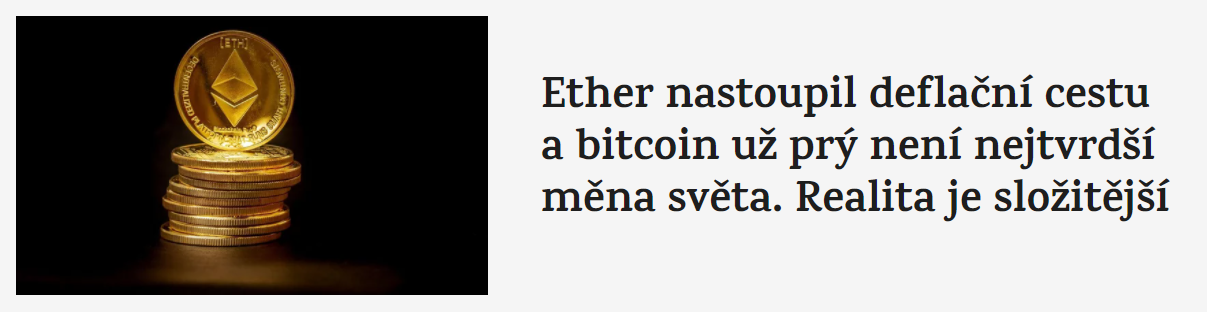 [ETH]
Ether nastoupil deflační cestu
a bitcoin už prý není nejtvrdší
měna světa. Realita je složitější